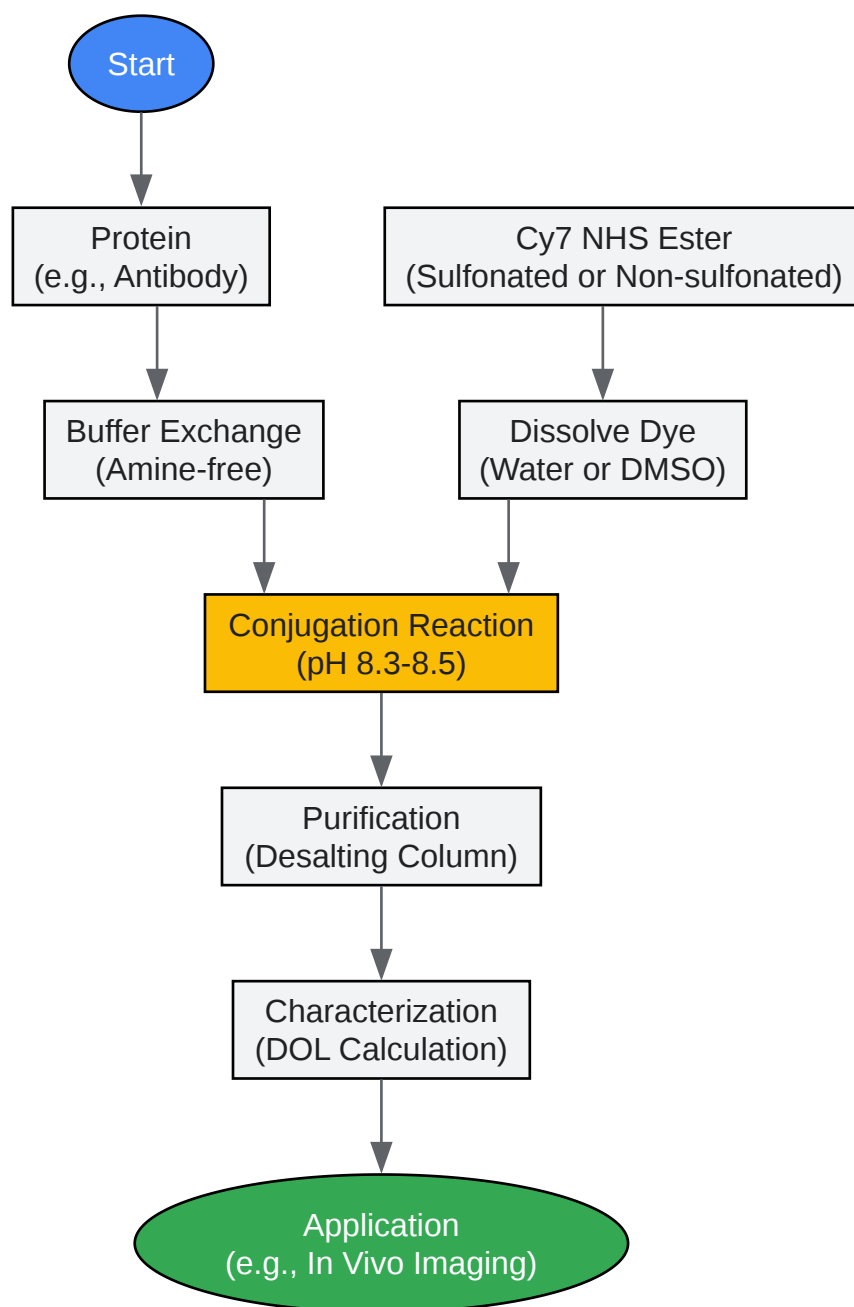 Start
Protein
(e.g., Antibody)
Cy7 NHS Ester
(Sulfonated or Non-sulfonated)
Buffer Exchange
(Amine-free)
Dissolve Dye
(Water or DMSO)
Conjugation Reaction
(pH 8.3-8.5)
Purification
(Desalting Column)
Characterization
(DOL Calculation)
Application
(e.g., In Vivo Imaging)